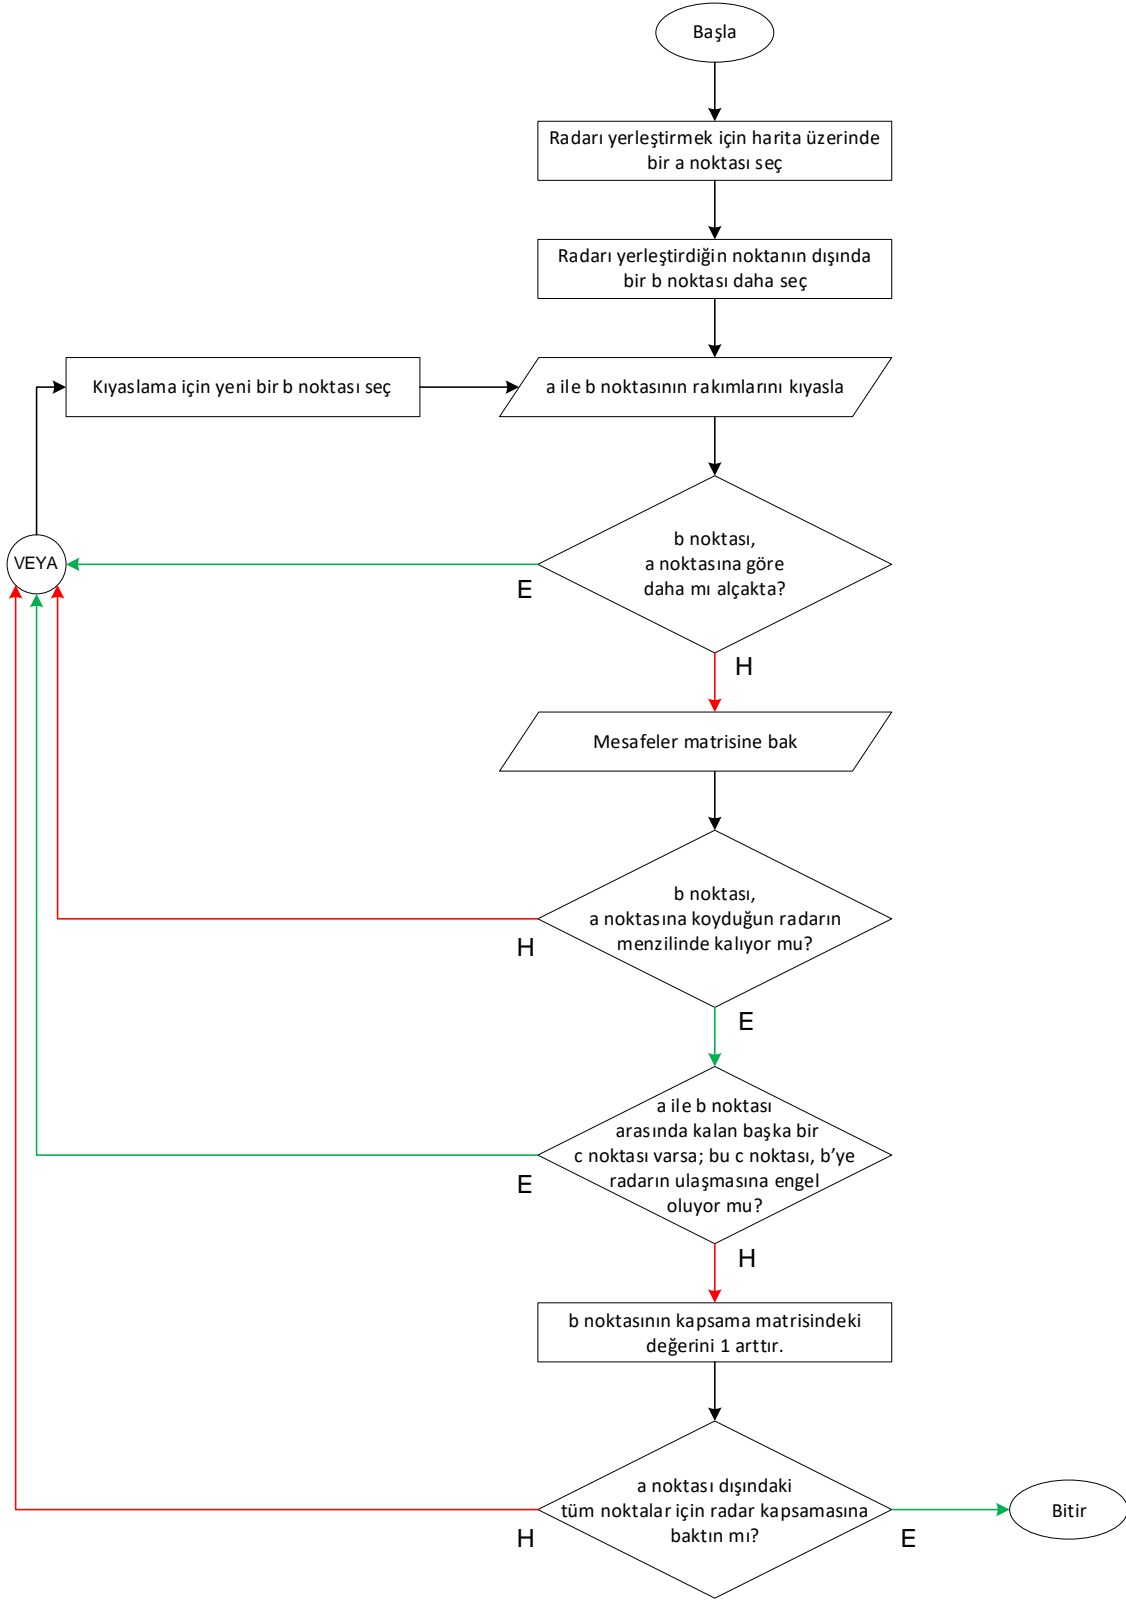 Başla
Radarı yerleştirmek için harita üzerinde
bir a noktası seç
Radarı yerleştirdiğin noktanın dışında
bir b noktası daha seç
Kıyaslama için yeni bir b noktası seç
a ile b noktasının rakımlarını kıyasla
b noktası,
a noktasına göre
daha mı alçakta?
VEYA
E
H
Mesafeler matrisine bak
b noktası,
a noktasına koyduğun radarın
menzilinde kalıyor mu?
H
E
a ile b noktası
arasında kalan başka bir
c noktası varsa; bu c noktası, b’ye
radarın ulaşmasına engel
oluyor mu?
E
H
b noktasının kapsama matrisindeki
değerini 1 arttır.
a noktası dışındaki
tüm noktalar için radar kapsamasına
baktın mı?
H
E
Bitir